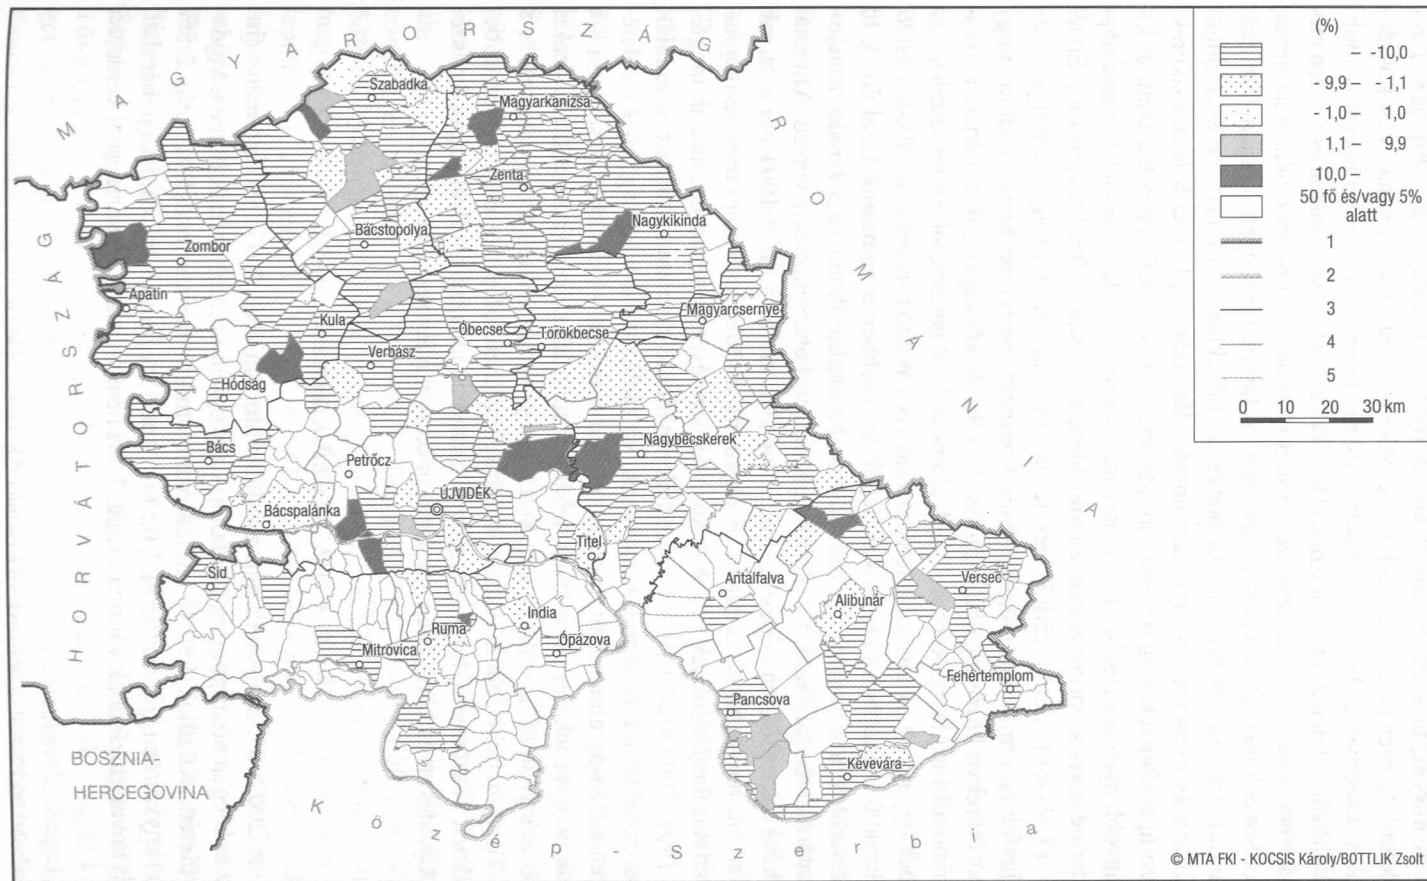 MAGYARORSZÁG
ROMÁNIA
HORVÁTORSZÁG
BOSZNIA-
HERCEGOVINA
Közép-Szerbia
Szabadka
Magyarkanizsa
Zenta
Nagykikinda
Zombor
Bácstopolya
Apatin
Kula
Óbecse
Törökbecse
Magyarcsernye
Verbász
Hódság
Bács
Petrőcz
Nagybecskerek
ÚJVIDÉK
Bácspalánka
Titel
Sid
Antalfalva
Versec
Alibunár
India
Ruma
Ópázova
Mitrovica
Fehértemplom
Pancsova
Kevevára
(%)
– -10,0
- 9,9 – - 1,1
- 1,0 – 1,0
1,1 – 9,9
10,0 –
50 fő és/vagy 5%
alatt
1
2
3
4
5
0 10 20 30 km
© MTA FKI - KOCSIS Károly/BOTTLIK Zsolt